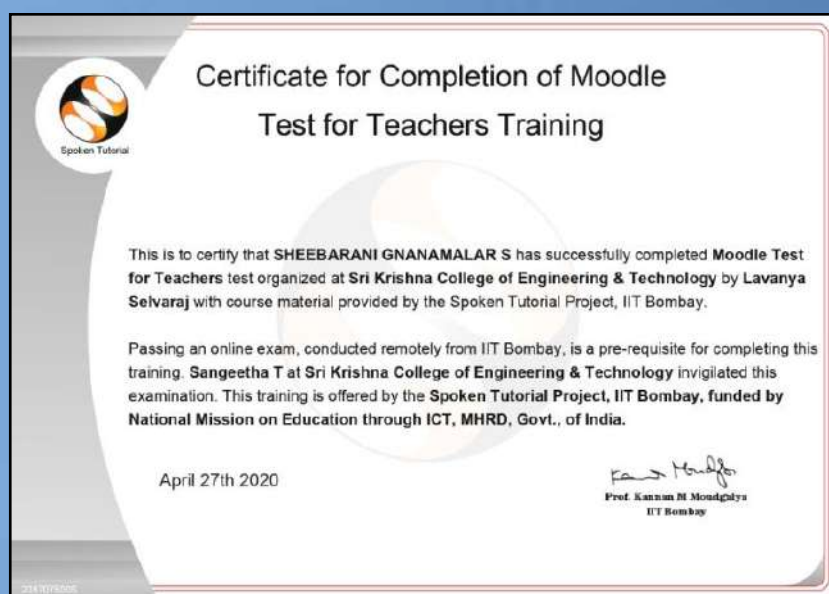 Certificate for Completion of Moodle
Test for Teachers Training
Spoken Tutorial
This is to certify that SHEEBARANI GNANAMALAR S has successfully completed Moodle Test
for Teachers test organized at Sri Krishna College of Engineering & Technology by Lavanya
Selvaraj with course material provided by the Spoken Tutorial Project, IIT Bombay.
Passing an online exam, conducted remotely from IIT Bombay, is a pre-requisite for completing this
training. Sangeetha T at Sri Krishna College of Engineering & Technology invigilated this
examination. This training is offered by the Spoken Tutorial Project, IIT Bombay, funded by
National Mission on Education through ICT, MHRD, Govt., of India.
April 27th 2020
Prof. Kannan M Moudgalya
IIT Bombay